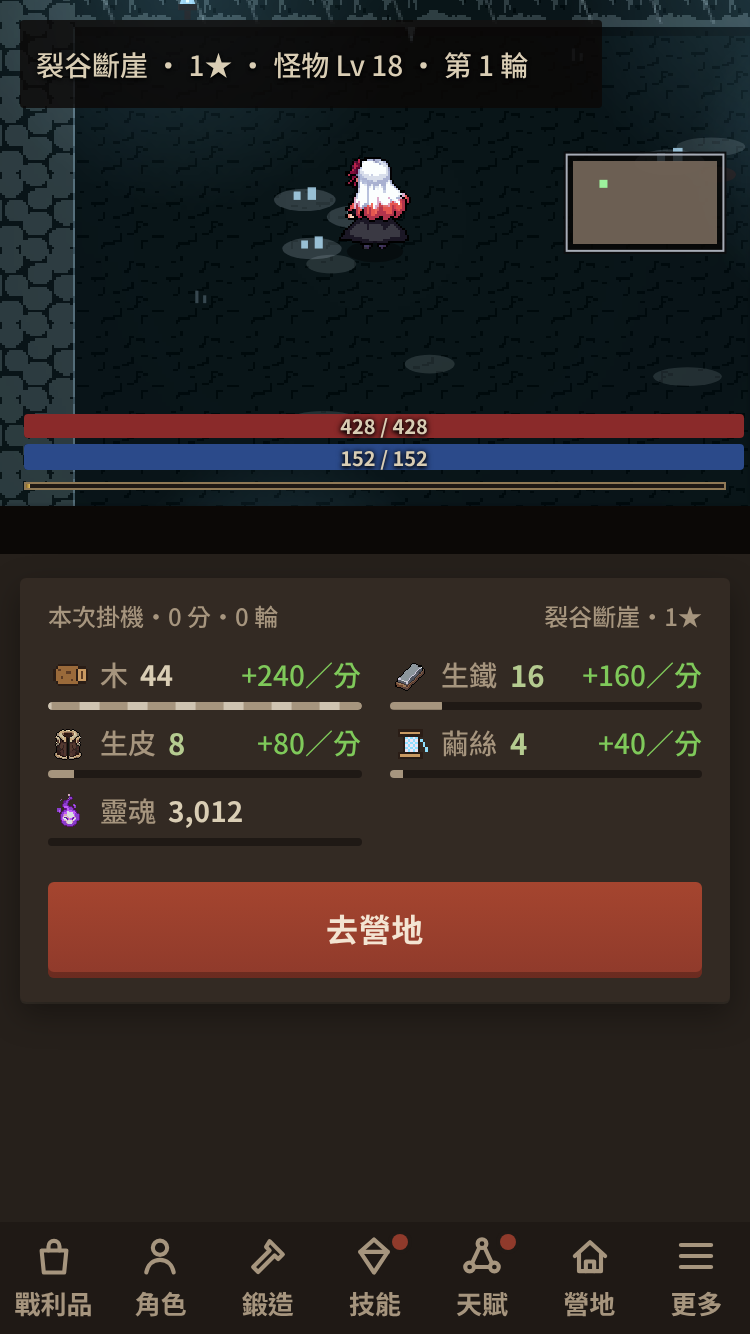 裂谷斷崖 • 1★ • 怪物 Lv 18 • 第 1 輪
428 / 428
152 / 152
本次掛機・0 分・0 輪
裂谷斷崖・1★
木 44 +240／分
生鐵 16 +160／分
生皮 8 +80／分
繭絲 4 +40／分
靈魂 3,012
去營地
戰利品 角色 鍛造 技能 天賦 營地 更多